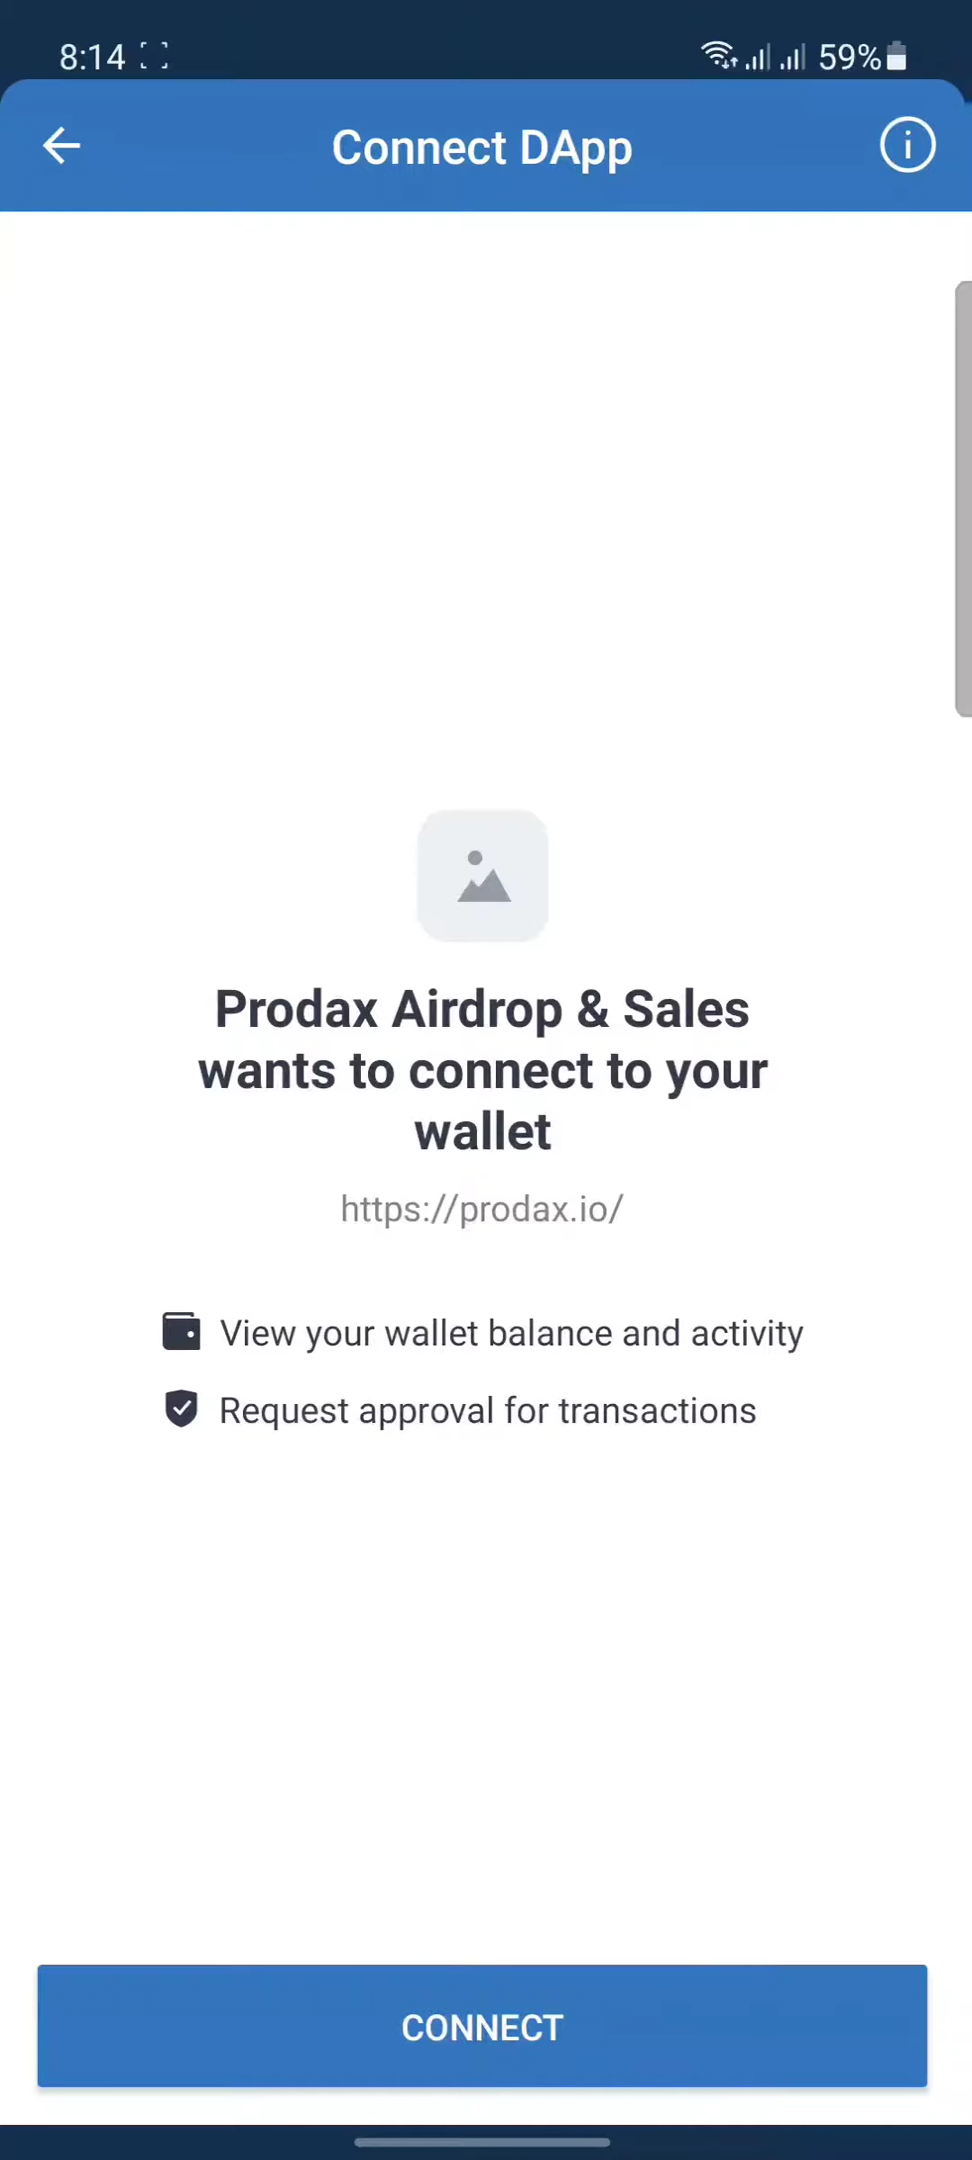 8:14
59%
Connect DApp
Prodax Airdrop & Sales
wants to connect to your
wallet
https://prodax.io/
View your wallet balance and activity
Request approval for transactions
CONNECT